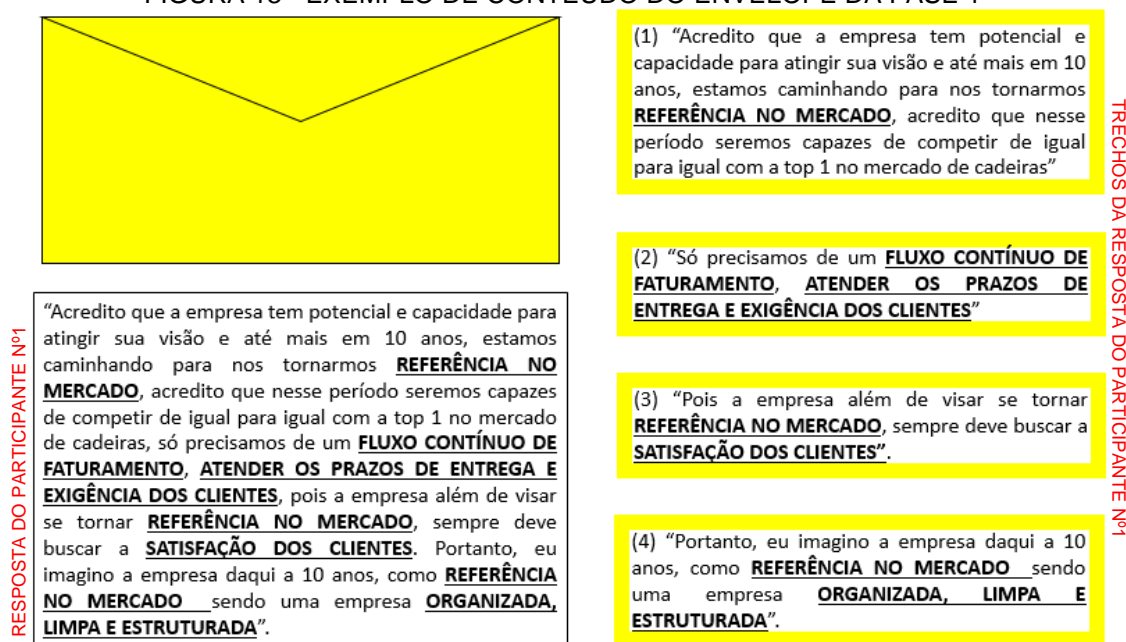 RESPOSTA DO PARTICIPANTE Nº1
“Acredito que a empresa tem potencial e capacidade para
atingir sua visão e até mais em 10 anos, estamos
caminhando para nos tornarmos REFERÊNCIA NO
MERCADO, acredito que nesse período seremos capazes
de competir de igual para igual com a top 1 no mercado
de cadeiras, só precisamos de um FLUXO CONTÍNUO DE
FATURAMENTO, ATENDER OS PRAZOS DE ENTREGA E
EXIGÊNCIA DOS CLIENTES, pois a empresa além de visar
se tornar REFERÊNCIA NO MERCADO, sempre deve
buscar a SATISFAÇÃO DOS CLIENTES. Portanto, eu
imagino a empresa daqui a 10 anos, como REFERÊNCIA
NO MERCADO sendo uma empresa ORGANIZADA,
LIMPA E ESTRUTURADA”.
(1) “Acredito que a empresa tem potencial e
capacidade para atingir sua visão e até mais em 10
anos, estamos caminhando para nos tornarmos
REFERÊNCIA NO MERCADO, acredito que nesse
período seremos capazes de competir de igual
para igual com a top 1 no mercado de cadeiras”
(2) “Só precisamos de um FLUXO CONTÍNUO DE
FATURAMENTO, ATENDER OS PRAZOS DE
ENTREGA E EXIGÊNCIA DOS CLIENTES”
(3) “Pois a empresa além de visar se tornar
REFERÊNCIA NO MERCADO, sempre deve buscar a
SATISFAÇÃO DOS CLIENTES”.
(4) “Portanto, eu imagino a empresa daqui a 10
anos, como REFERÊNCIA NO MERCADO sendo
uma empresa ORGANIZADA, LIMPA E
ESTRUTURADA”.
TRECHOS DA RESPOSTA DO PARTICIPANTE Nº1